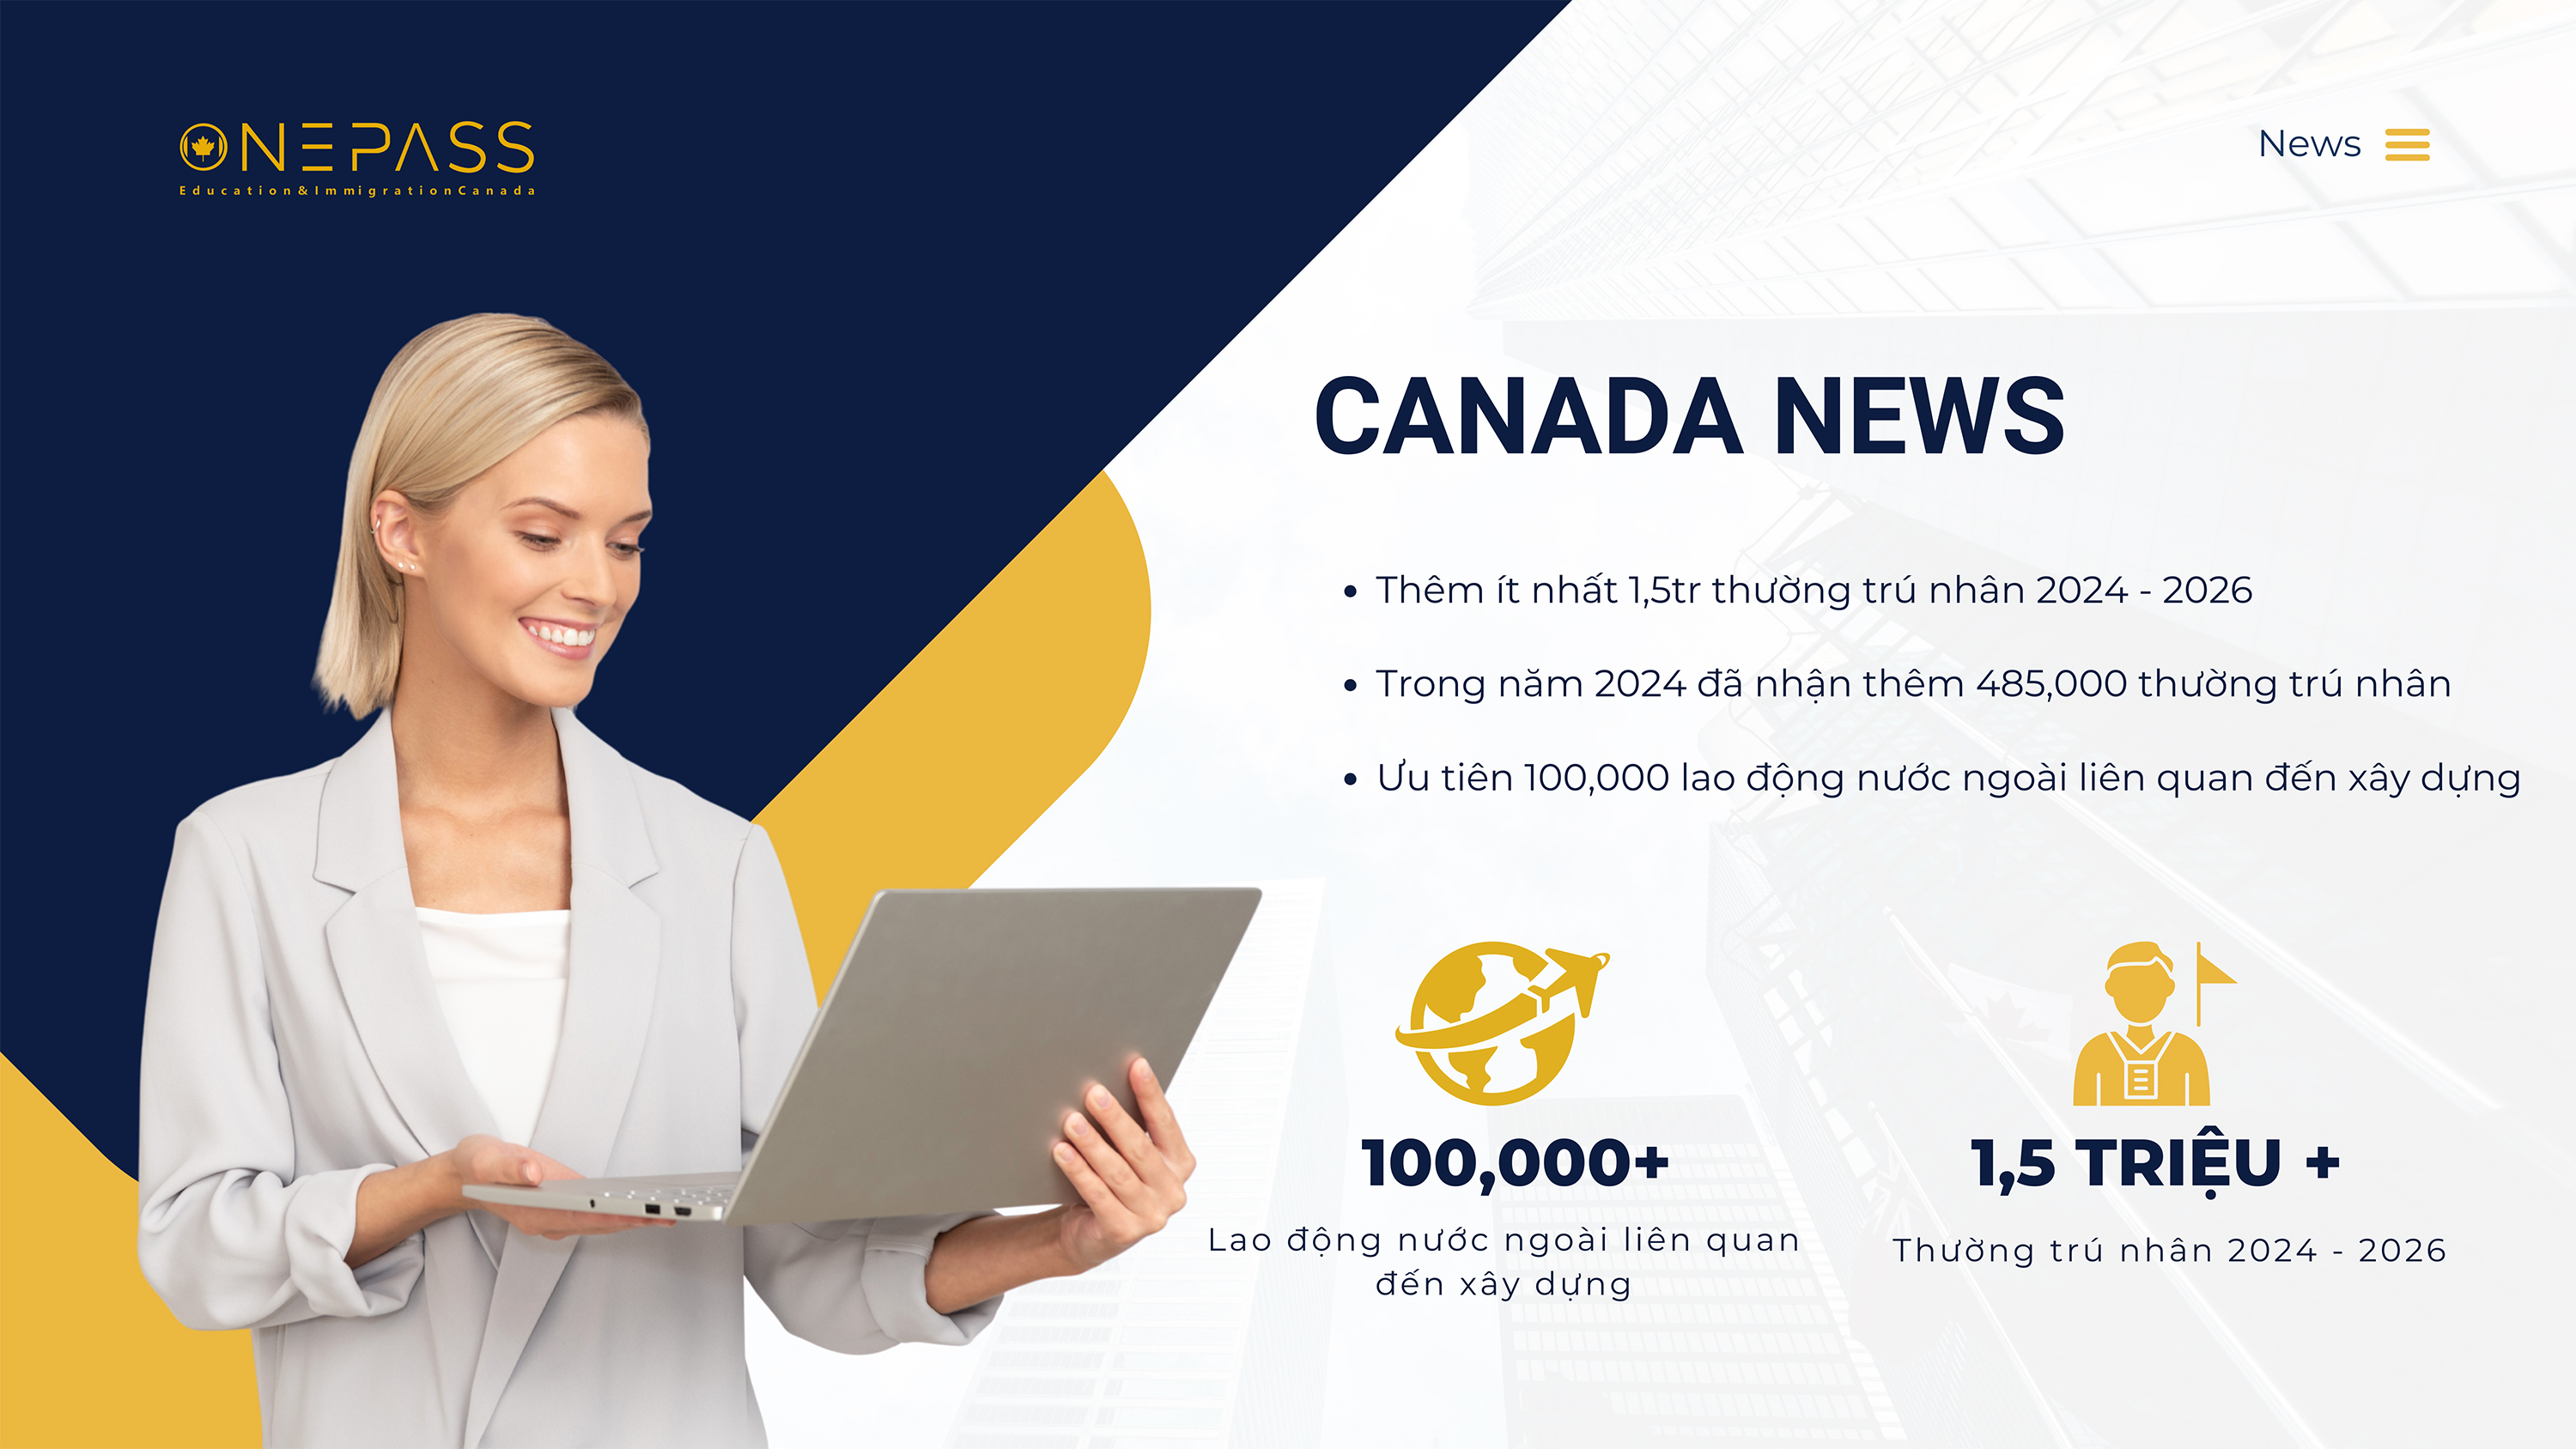 ONEPASS
Education&ImmigrationCanada
News
CANADA NEWS
• Thêm ít nhất 1,5tr thường trú nhân 2024 - 2026
• Trong năm 2024 đã nhận thêm 485,000 thường trú nhân
• Ưu tiên 100,000 lao động nước ngoài liên quan đến xây dựng
100,000+
Lao động nước ngoài liên quan
đến xây dựng
1,5 TRIỆU +
Thường trú nhân 2024 - 2026